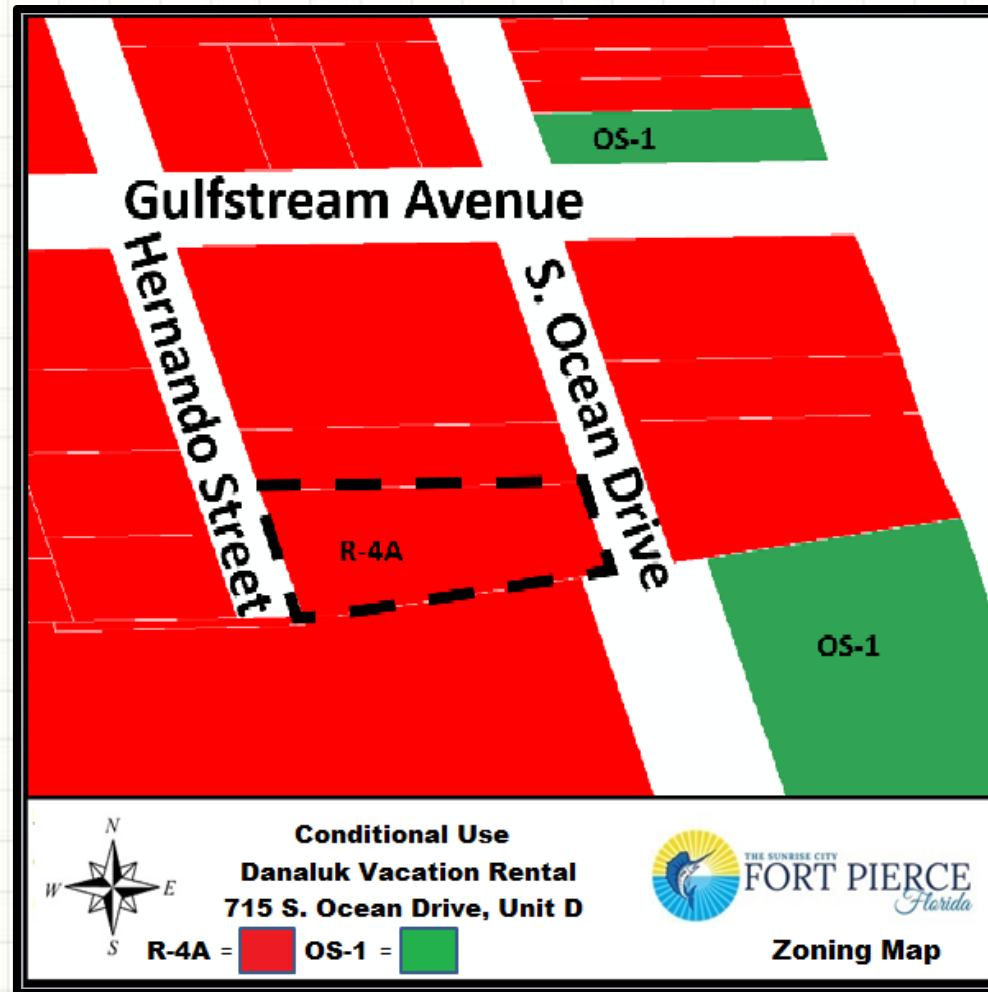 OS-1
Gulfstream Avenue
Hernando Street
S. Ocean Drive
R-4A
OS-1
N
W E
S
Conditional Use
Danaluk Vacation Rental
715 S. Ocean Drive, Unit D
R-4A = OS-1 =
THE SUNRISE CITY
FORT PIERCE
Florida
Zoning Map